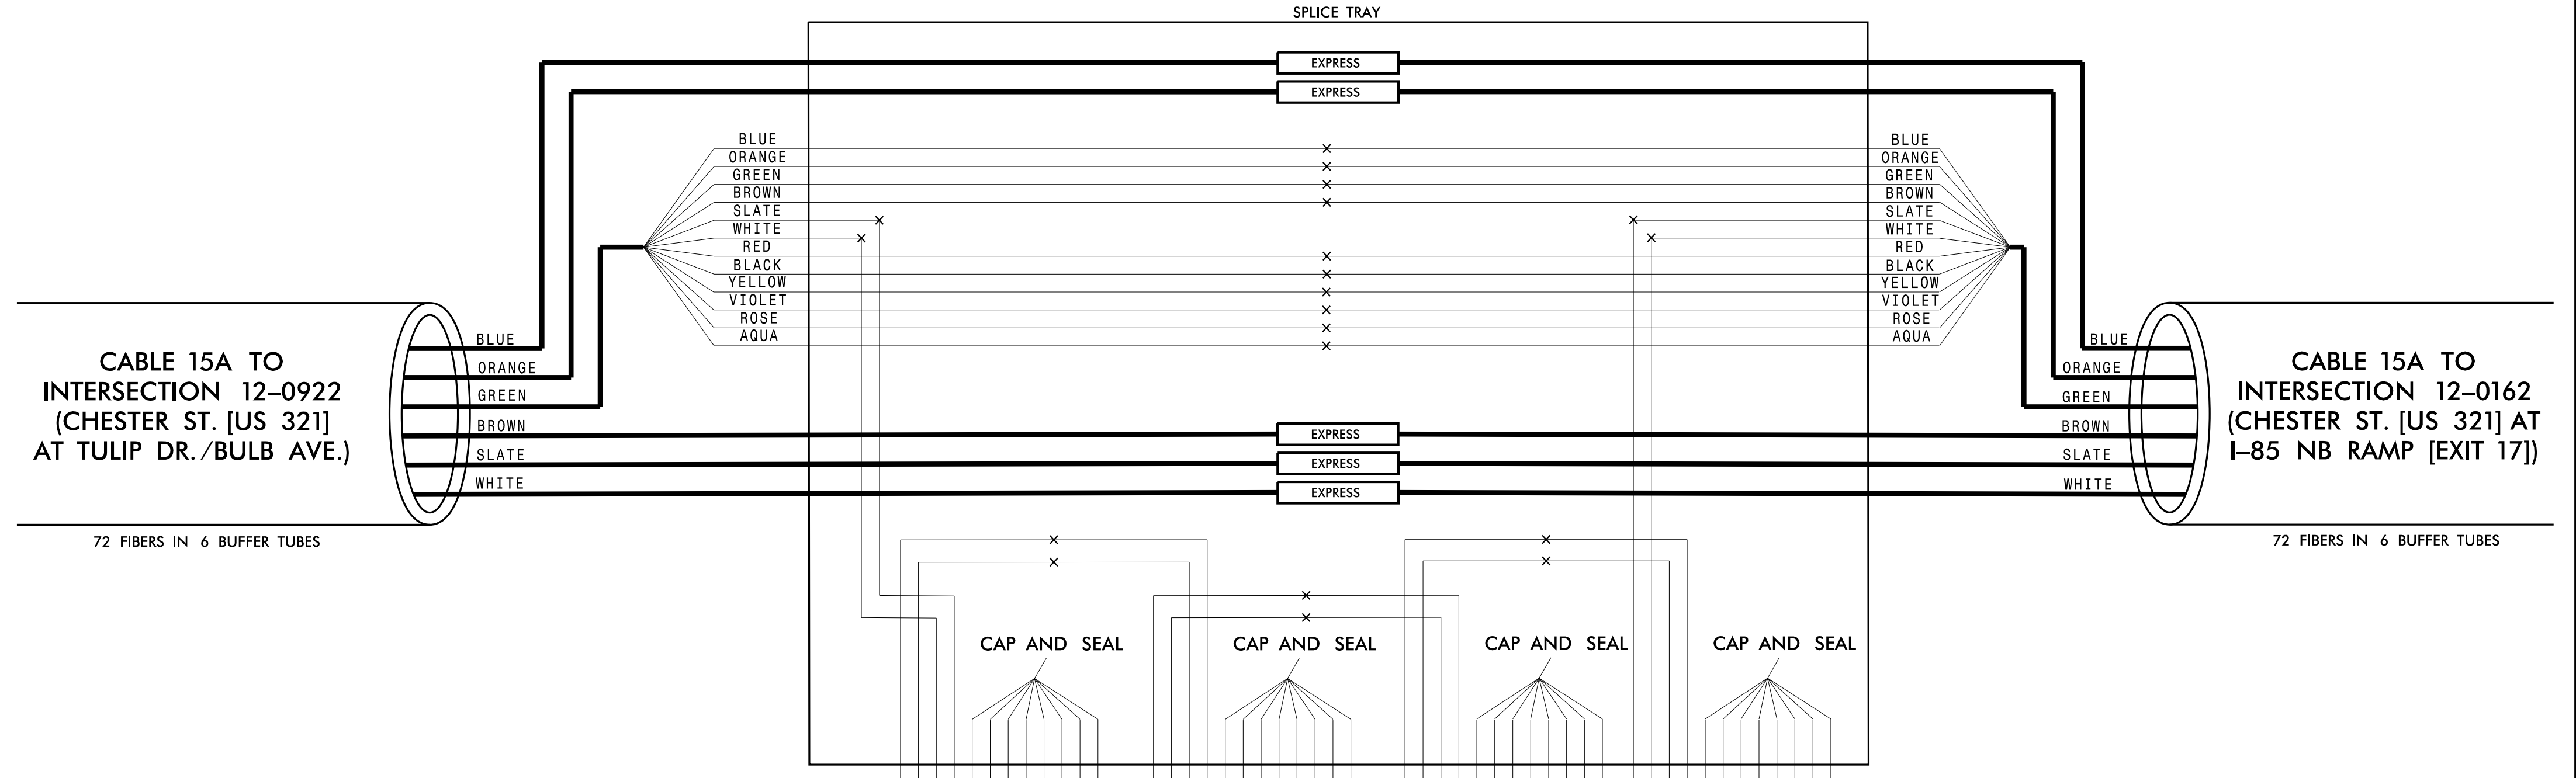 SPLICE TRAY
EXPRESS
EXPRESS
BLUE
ORANGE
GREEN
BROWN
SLATE
WHITE
RED
BLACK
YELLOW
VIOLET
ROSE
AQUA
BLUE
ORANGE
GREEN
BROWN
SLATE
WHITE
RED
BLACK
YELLOW
VIOLET
ROSE
AQUA
CABLE 15A TO
INTERSECTION 12-0922
(CHESTER ST. [US 321]
AT TULIP DR./BULB AVE.)
72 FIBERS IN 6 BUFFER TUBES
BLUE
ORANGE
GREEN
BROWN
SLATE
WHITE
EXPRESS
EXPRESS
EXPRESS
BLUE
ORANGE
GREEN
BROWN
SLATE
WHITE
CABLE 15A TO
INTERSECTION 12-0162
(CHESTER ST. [US 321] AT
I-85 NB RAMP [EXIT 17])
72 FIBERS IN 6 BUFFER TUBES
CAP AND SEAL
CAP AND SEAL
CAP AND SEAL
CAP AND SEAL